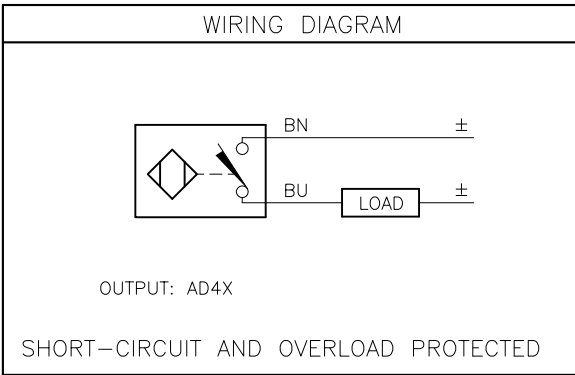 WIRING DIAGRAM
BN ±
BU LOAD ±
OUTPUT: AD4X
SHORT-CIRCUIT AND OVERLOAD PROTECTED